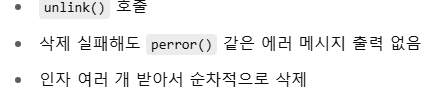 • unlink() 호출
• 삭제 실패해도 perror() 같은 에러 메시지 출력 없음
• 인자 여러 개 받아서 순차적으로 삭제